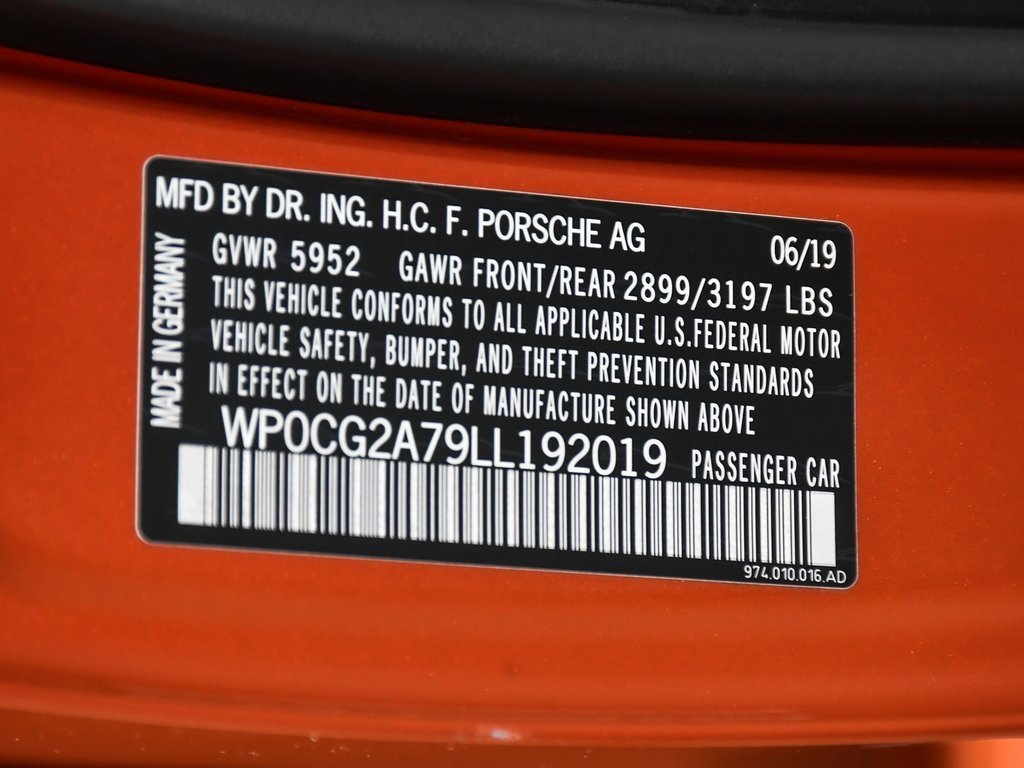 MFD BY DR. ING. H.C. F. PORSCHE AG 06/19
MADE IN GERMANY
GVWR 5952 GAWR FRONT/REAR 2899/3197 LBS
THIS VEHICLE CONFORMS TO ALL APPLICABLE U.S.FEDERAL MOTOR
VEHICLE SAFETY, BUMPER, AND THEFT PREVENTION STANDARDS
IN EFFECT ON THE DATE OF MANUFACTURE SHOWN ABOVE
WP0CG2A79LL192019 PASSENGER CAR
974.010.016.AD